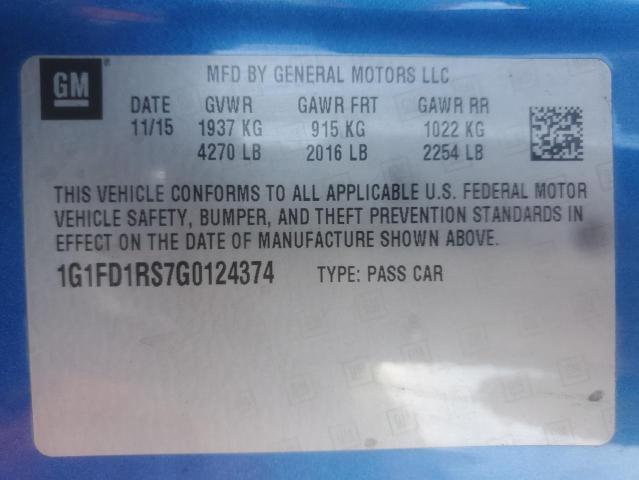 GM
MFD BY GENERAL MOTORS LLC
DATE GVWR GAWR FRT GAWR RR
11/15 1937 KG 915 KG 1022 KG
4270 LB 2016 LB 2254 LB
THIS VEHICLE CONFORMS TO ALL APPLICABLE U.S. FEDERAL MOTOR
VEHICLE SAFETY, BUMPER, AND THEFT PREVENTION STANDARDS IN
EFFECT ON THE DATE OF MANUFACTURE SHOWN ABOVE.
1G1FD1RS7G0124374 TYPE: PASS CAR